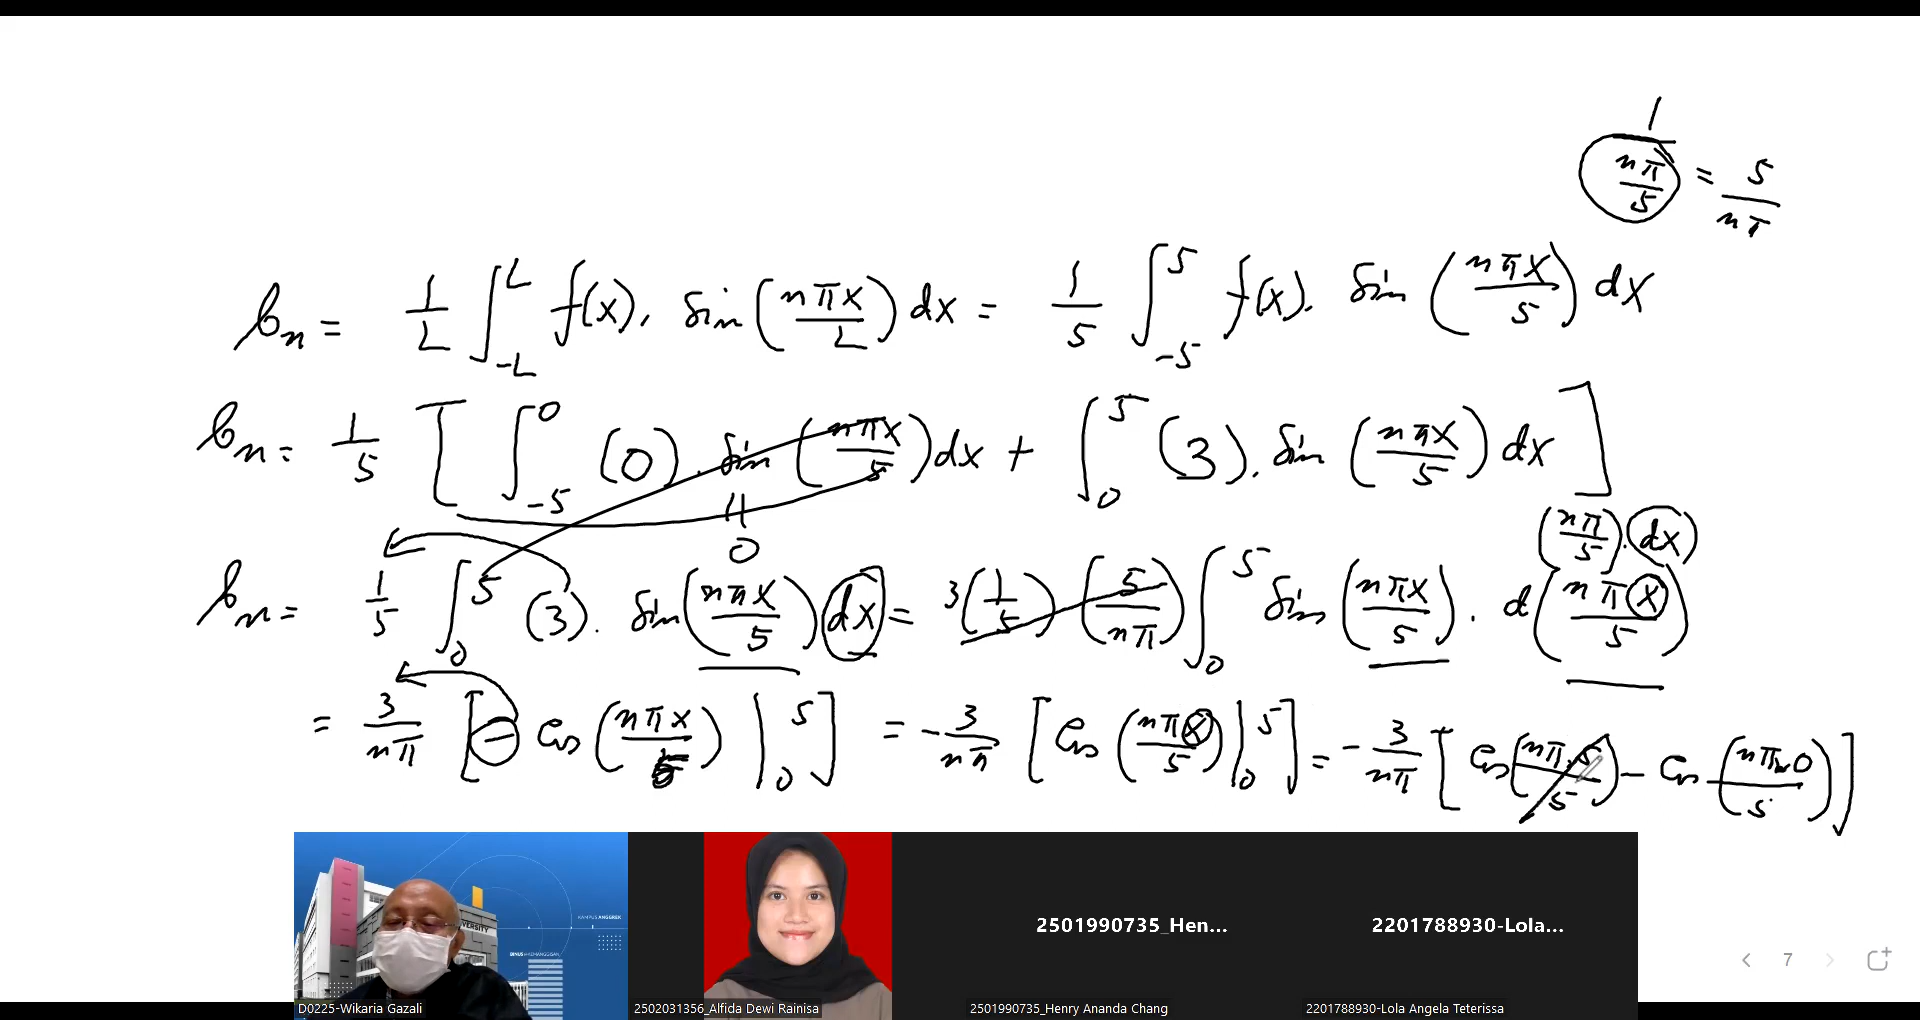 1
nπ/5 = 5/nπ
bn = 1/L ∫_{-L}^{L} f(x). sin(nπx/L) dx = 1/5 ∫_{-5}^{5} f(x). sin(nπx/5) dx
bn = 1/5 [ ∫_{-5}^{0} (0). sin(nπx/5) dx + ∫_{0}^{5} (3). sin(nπx/5) dx ]
||
0
(nπ/5). dx)
bn = 1/5 ∫_{0}^{5} (3). sin(nπx/5) dx = 3(1/5) (5/nπ) ∫_{0}^{5} sin(nπx/5). d(nπx/5)
= 3/nπ [ - Cos(nπx/5) |_{0}^{5} ] = -3/nπ [ Cos(nπx/5) |_{0}^{5} ] = -3/nπ [ Cos(nπ.5/5) - Cos(nπ.0/5) ]
VERSITY
KAMPUS ANGGREK
BINUS @KEMANGGISAN
2501990735_Hen...
2201788930-Lola...
7
D0225-Wikaria Gazali
2502031356_Alfida Dewi Rainisa
2501990735_Henry Ananda Chang
2201788930-Lola Angela Teterissa